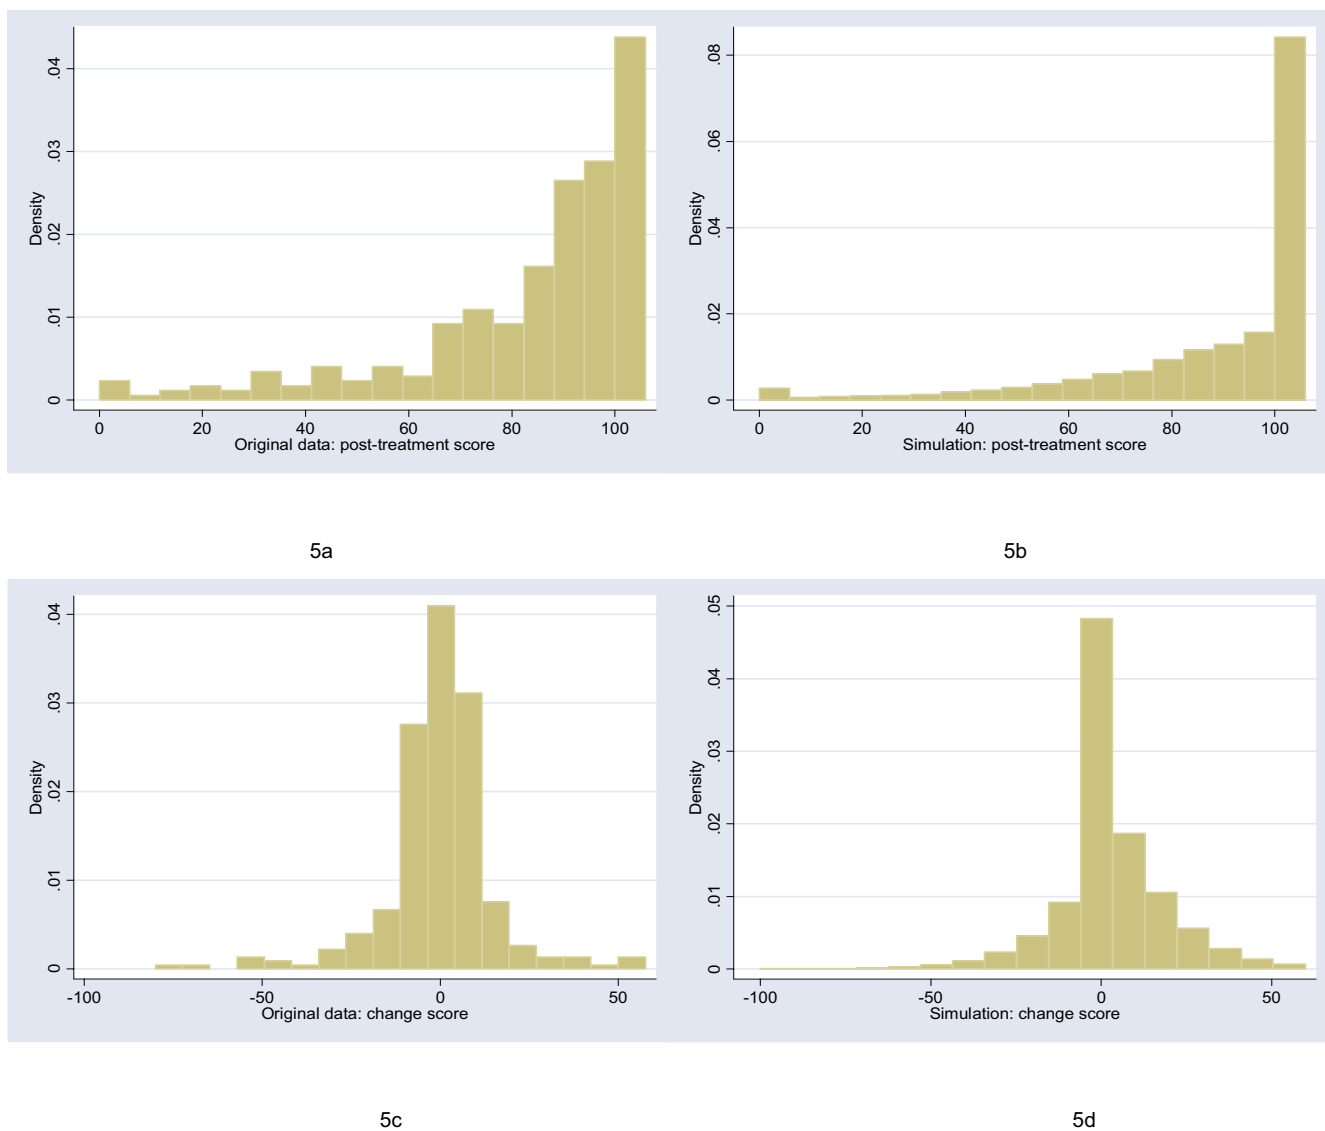 Density
.04
.03
.02
.01
0
0 20 40 60 80 100
Original data: post-treatment score
Density
.08
.06
.04
.02
0
0 20 40 60 80 100
Simulation: post-treatment score
5a
5b
Density
.04
.03
.02
.01
0
-100 -50 0 50
Original data: change score
Density
.05
.04
.03
.02
.01
0
-100 -50 0 50
Simulation: change score
5c
5d